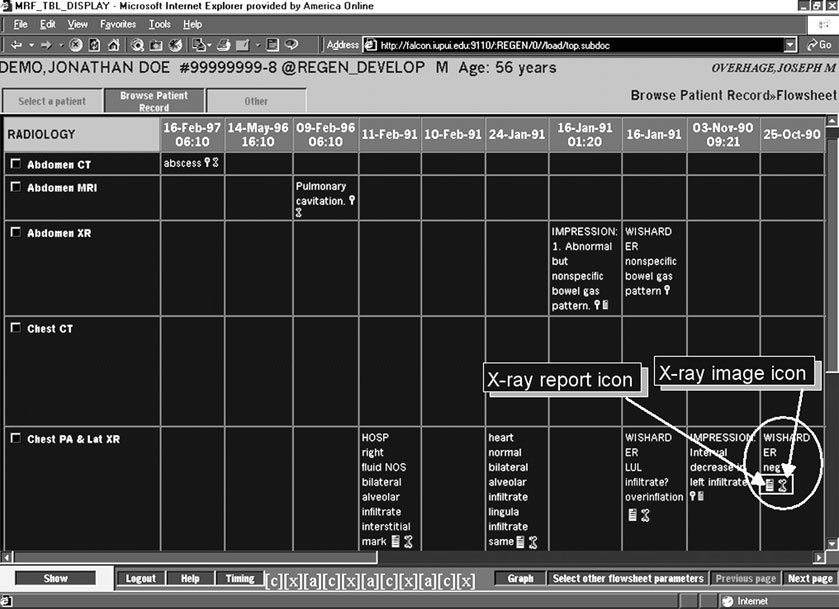 MRF_TBL_DISPLAY - Microsoft Internet Explorer provided by America Online
File Edit View Favorites Tools Help
Address http://falcon.iupui.edu:9110/:REGEN/0//load/top.subdoc Go
DEMO,JONATHAN DOE #99999999-8 @REGEN_DEVELOP M Age: 56 years OVERHAGE,JOSEPH M
Select a patient
Browse Patient
Record
Other
Browse Patient Record»Flowsheet
RADIOLOGY
16-Feb-97
06:10
14-May-96
16:10
09-Feb-96
06:10
11-Feb-91
10-Feb-91
24-Jan-91
16-Jan-91
01:20
16-Jan-91
03-Nov-90
09:21
25-Oct-90
Abdomen CT
abscess
Abdomen MRI
Pulmonary
cavitation.
Abdomen XR
IMPRESSION:
1. Abnormal
but
nonspecific
bowel gas
pattern.
WISHARD
ER
nonspecific
bowel gas
pattern
Chest CT
X-ray report icon
X-ray image icon
Chest PA & Lat XR
HOSP
right
fluid NOS
bilateral
alveolar
infiltrate
interstitial
mark
heart
normal
bilateral
alveolar
infiltrate
lingula
infiltrate
same
WISHARD
ER
LUL
infiltrate?
overinflation
IMPRESSION:
Interval
decrease in
left infiltrate
WISHARD
ER
neg
Show Logout Help Timing [c][x][a][c][x][a][c][x][a][c][x] Graph Select other flowsheet parameters Previous page Next page
Internet